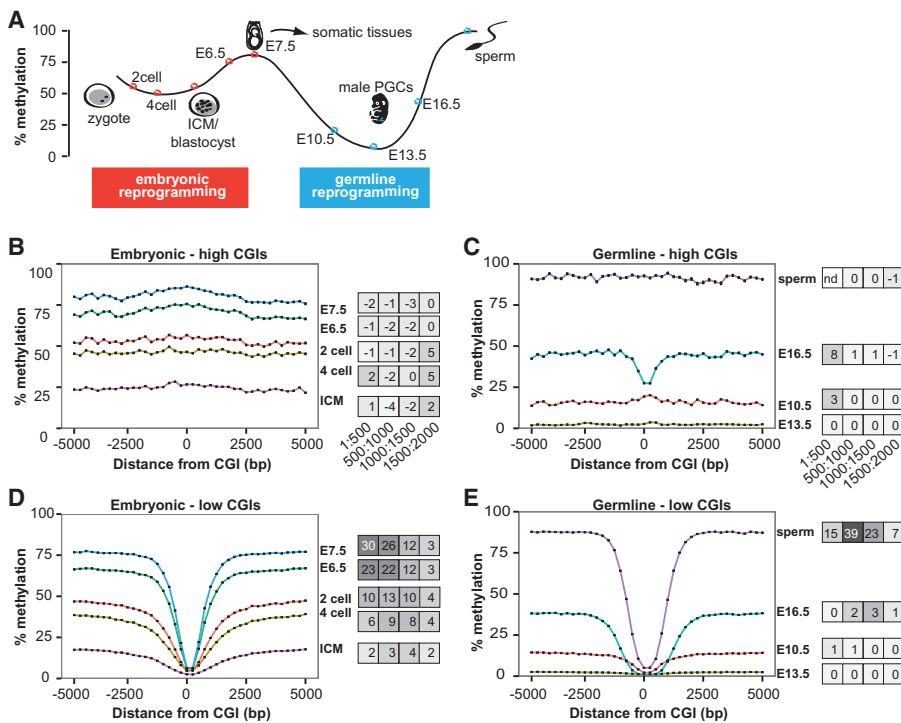 A
% methylation
100
75
50
25
0
zygote
2cell
4cell
ICM/
blastocyst
E6.5
E7.5
somatic tissues
E10.5
male PGCs
E13.5
E16.5
sperm
embryonic
reprogramming
germline
reprogramming
B
Embryonic - high CGIs
% methylation
100
75
50
25
0
-5000 -2500 0 2500 5000
Distance from CGI (bp)
E7.5 -2 -1 -3 0
E6.5 -1 -2 -2 0
2 cell -1 -1 -2 5
4 cell 2 -2 0 5
ICM 1 -4 -2 2
1:500
500:1000
1000:1500
1500:2000
C
Germline - high CGIs
% methylation
100
75
50
25
0
-5000 -2500 0 2500 5000
Distance from CGI (bp)
sperm nd 0 0 -1
E16.5 8 1 1 -1
E10.5 3 0 0 0
E13.5 0 0 0 0
1:500
500:1000
1000:1500
1500:2000
D
Embryonic - low CGIs
% methylation
100
75
50
25
0
-5000 -2500 0 2500 5000
Distance from CGI (bp)
E7.5 30 26 12 3
E6.5 23 22 12 3
2 cell 10 13 10 4
4 cell 6 9 8 4
ICM 2 3 4 2
E
Germline - low CGIs
% methylation
100
75
50
25
0
-5000 -2500 0 2500 5000
Distance from CGI (bp)
sperm 15 39 23 7
E16.5 0 2 3 1
E10.5 1 1 0 0
E13.5 0 0 0 0